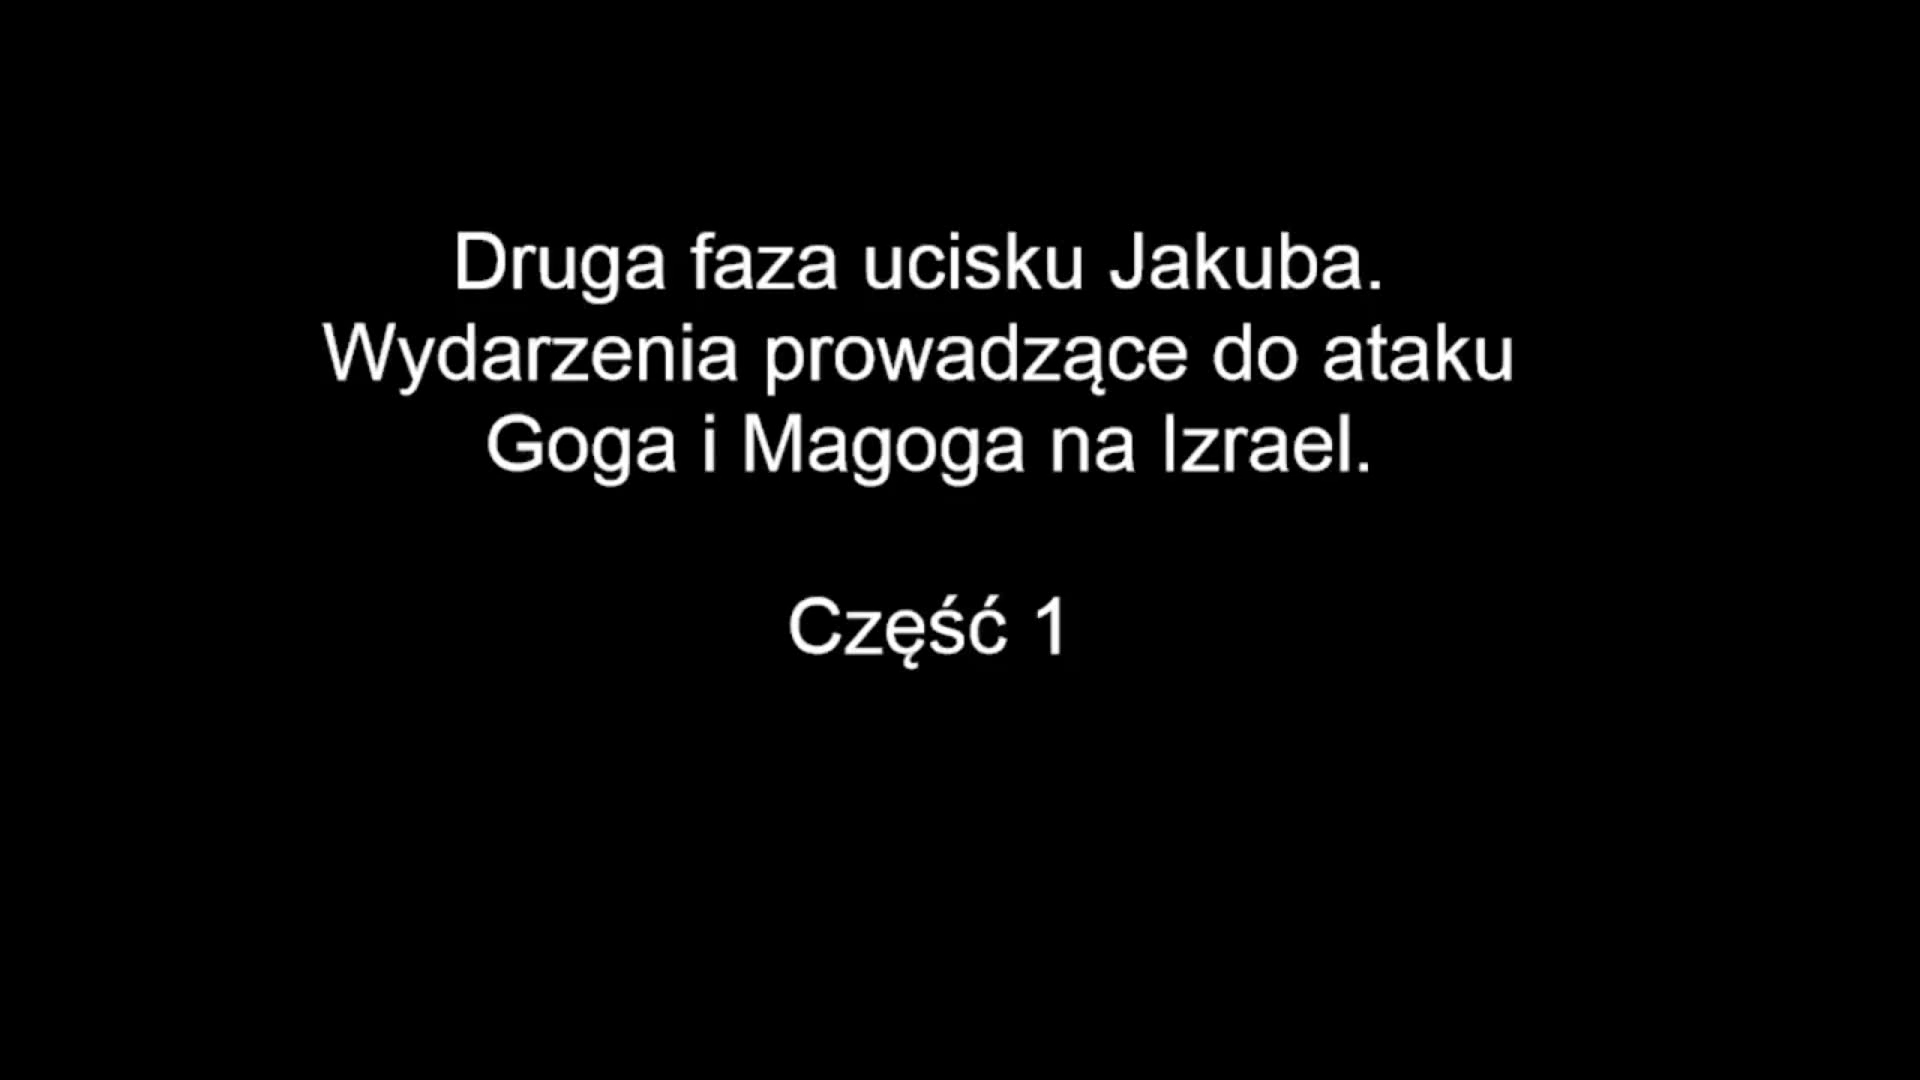 Druga faza ucisku Jakuba.
Wydarzenia prowadzące do ataku
Goga i Magoga na Izrael.
Część 1